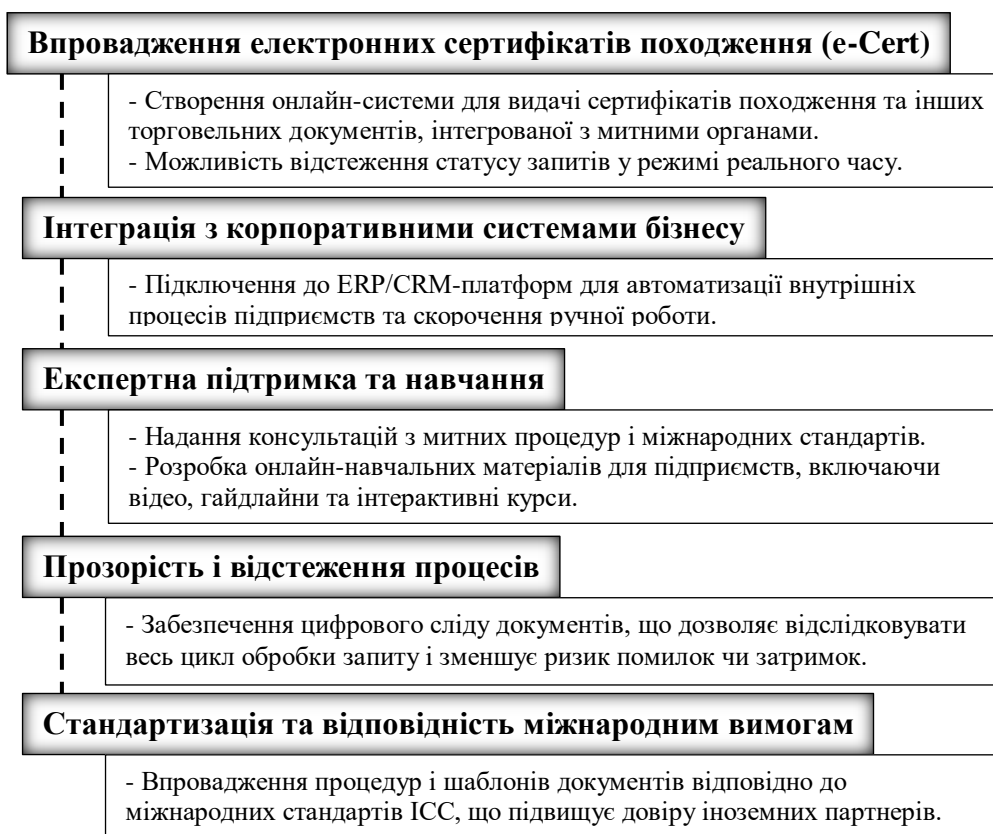 Впровадження електронних сертифікатів походження (e-Cert)
- Створення онлайн-системи для видачі сертифікатів походження та інших
торговельних документів, інтегрованої з митними органами.
- Можливість відстеження статусу запитів у режимі реального часу.
Інтеграція з корпоративними системами бізнесу
- Підключення до ERP/CRM-платформ для автоматизації внутрішніх
процесів підприємств та скорочення ручної роботи.
Експертна підтримка та навчання
- Надання консультацій з митних процедур і міжнародних стандартів.
- Розробка онлайн-навчальних матеріалів для підприємств, включаючи
відео, гайдлайни та інтерактивні курси.
Прозорість і відстеження процесів
- Забезпечення цифрового сліду документів, що дозволяє відслідковувати
весь цикл обробки запиту і зменшує ризик помилок чи затримок.
Стандартизація та відповідність міжнародним вимогам
- Впровадження процедур і шаблонів документів відповідно до
міжнародних стандартів ICC, що підвищує довіру іноземних партнерів.